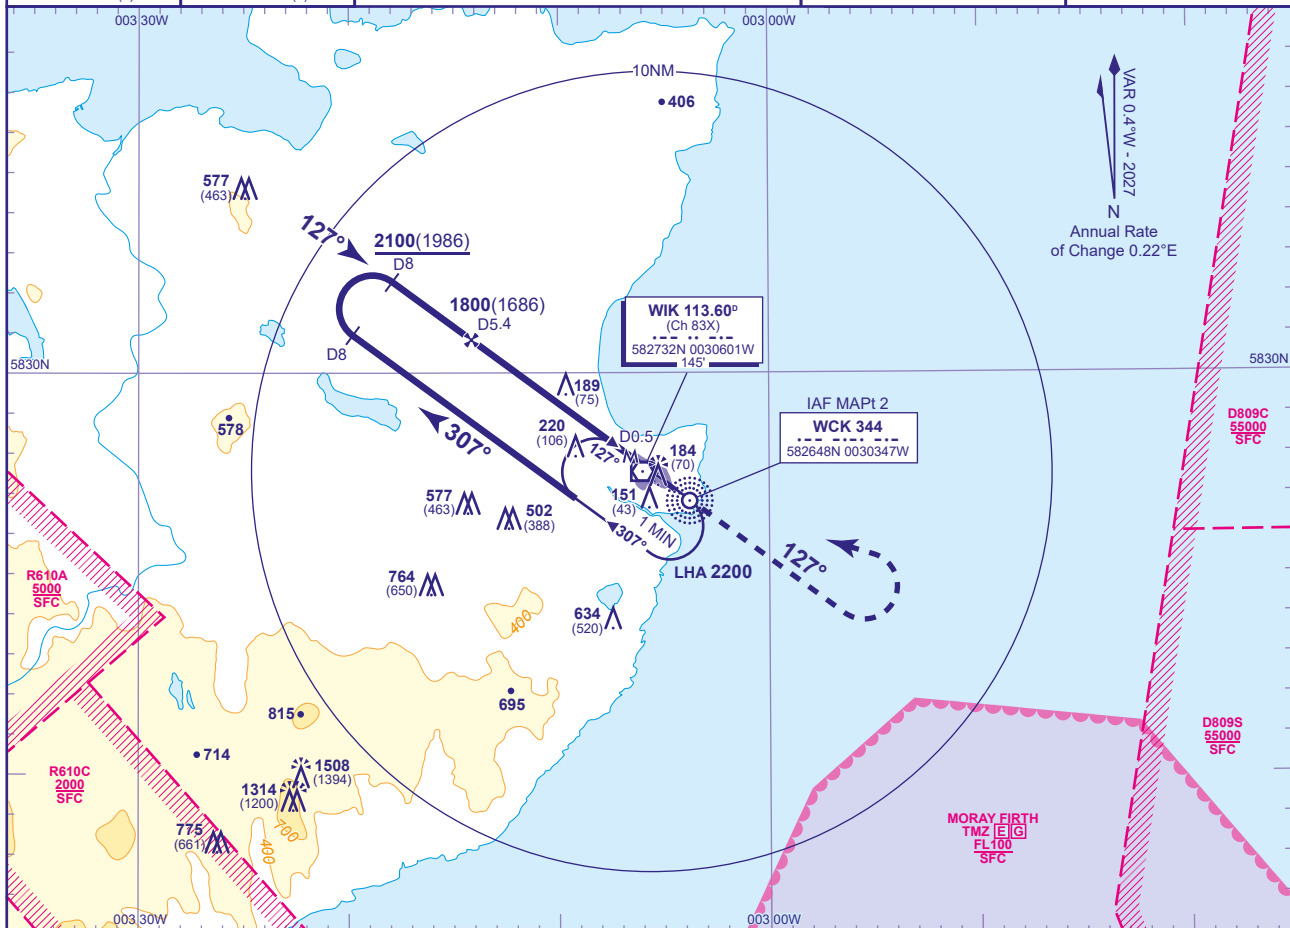 003 30W
003 00W
10NM
406
VAR 0.4°W - 2027
N
Annual Rate
of Change 0.22°E
577
(463)
127°
2100(1986)
D8
1800(1686)
D5.4
D8
WIK 113.60ᴰ
(Ch 83X)
582732N 0030601W
145'
5830N
5830N
189
(75)
IAF MAPt 2
WCK 344
582648N 0030347W
D809C
55000
SFC
578
307°
220
(106)
D0.5
127°
184
(70)
151
(43)
577
(463)
502
(388)
1 MIN
307°
127°
LHA 2200
R610A
5000
SFC
764
(650)
634
(520)
400
695
815
714
D809S
55000
SFC
R610C
2000
SFC
1508
(1394)
1314
(1200)
700
400
775
(661)
MORAY FIRTH
TMZ E G
FL100
SFC
003 30W
003 00W